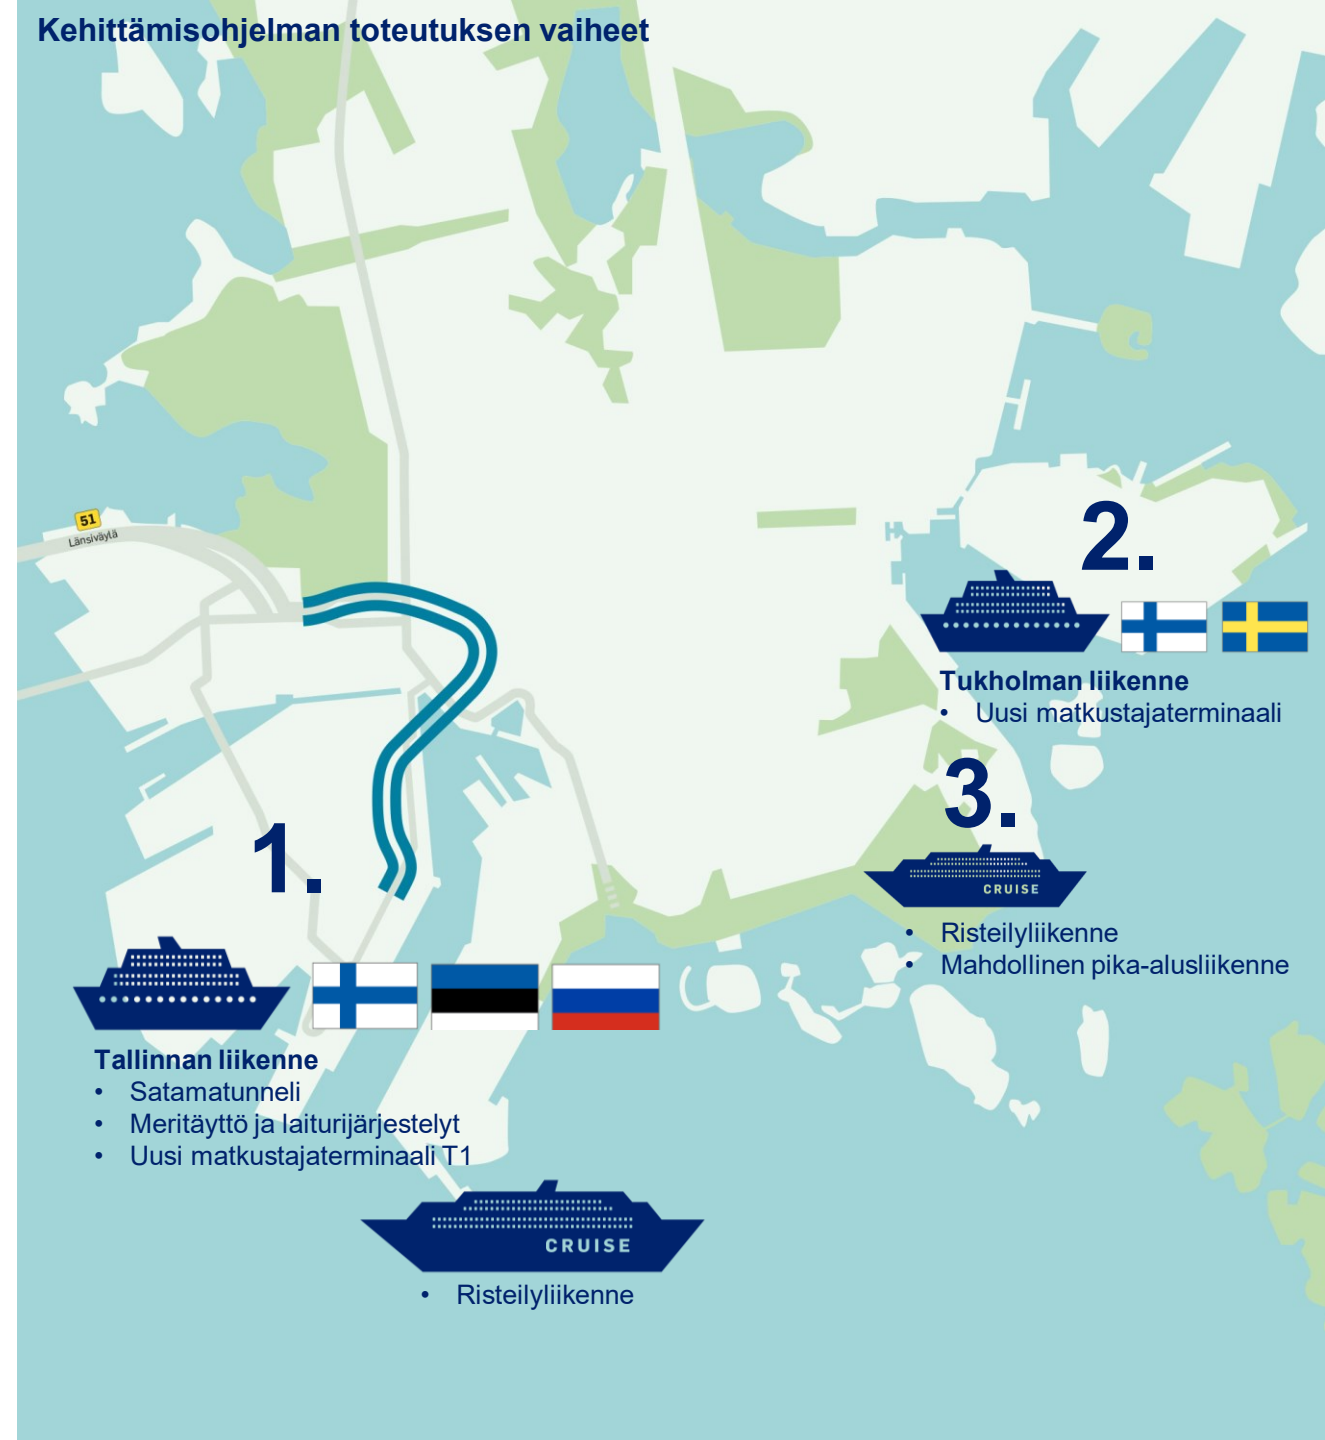 Kehittämisohjelman toteutuksen vaiheet
51
Länsiväylä
2.
Tukholman liikenne
• Uusi matkustajaterminaali
3.
CRUISE
• Risteilyliikenne
• Mahdollinen pika-alusliikenne
1.
Tallinnan liikenne
• Satamatunneli
• Meritäyttö ja laiturijärjestelyt
• Uusi matkustajaterminaali T1
CRUISE
• Risteilyliikenne